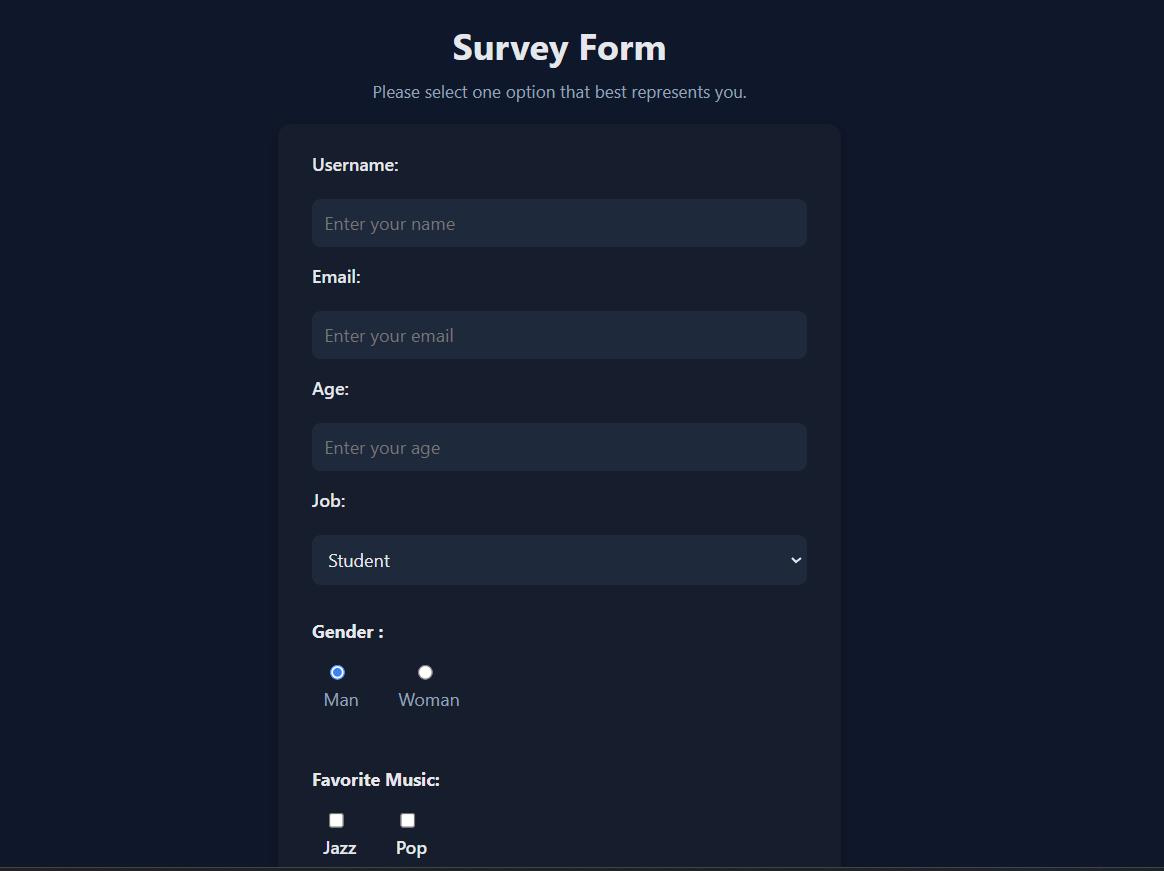 Survey Form
Please select one option that best represents you.
Username:
Enter your name
Email:
Enter your email
Age:
Enter your age
Job:
Student
Gender :
Man Woman
Favorite Music:
Jazz Pop